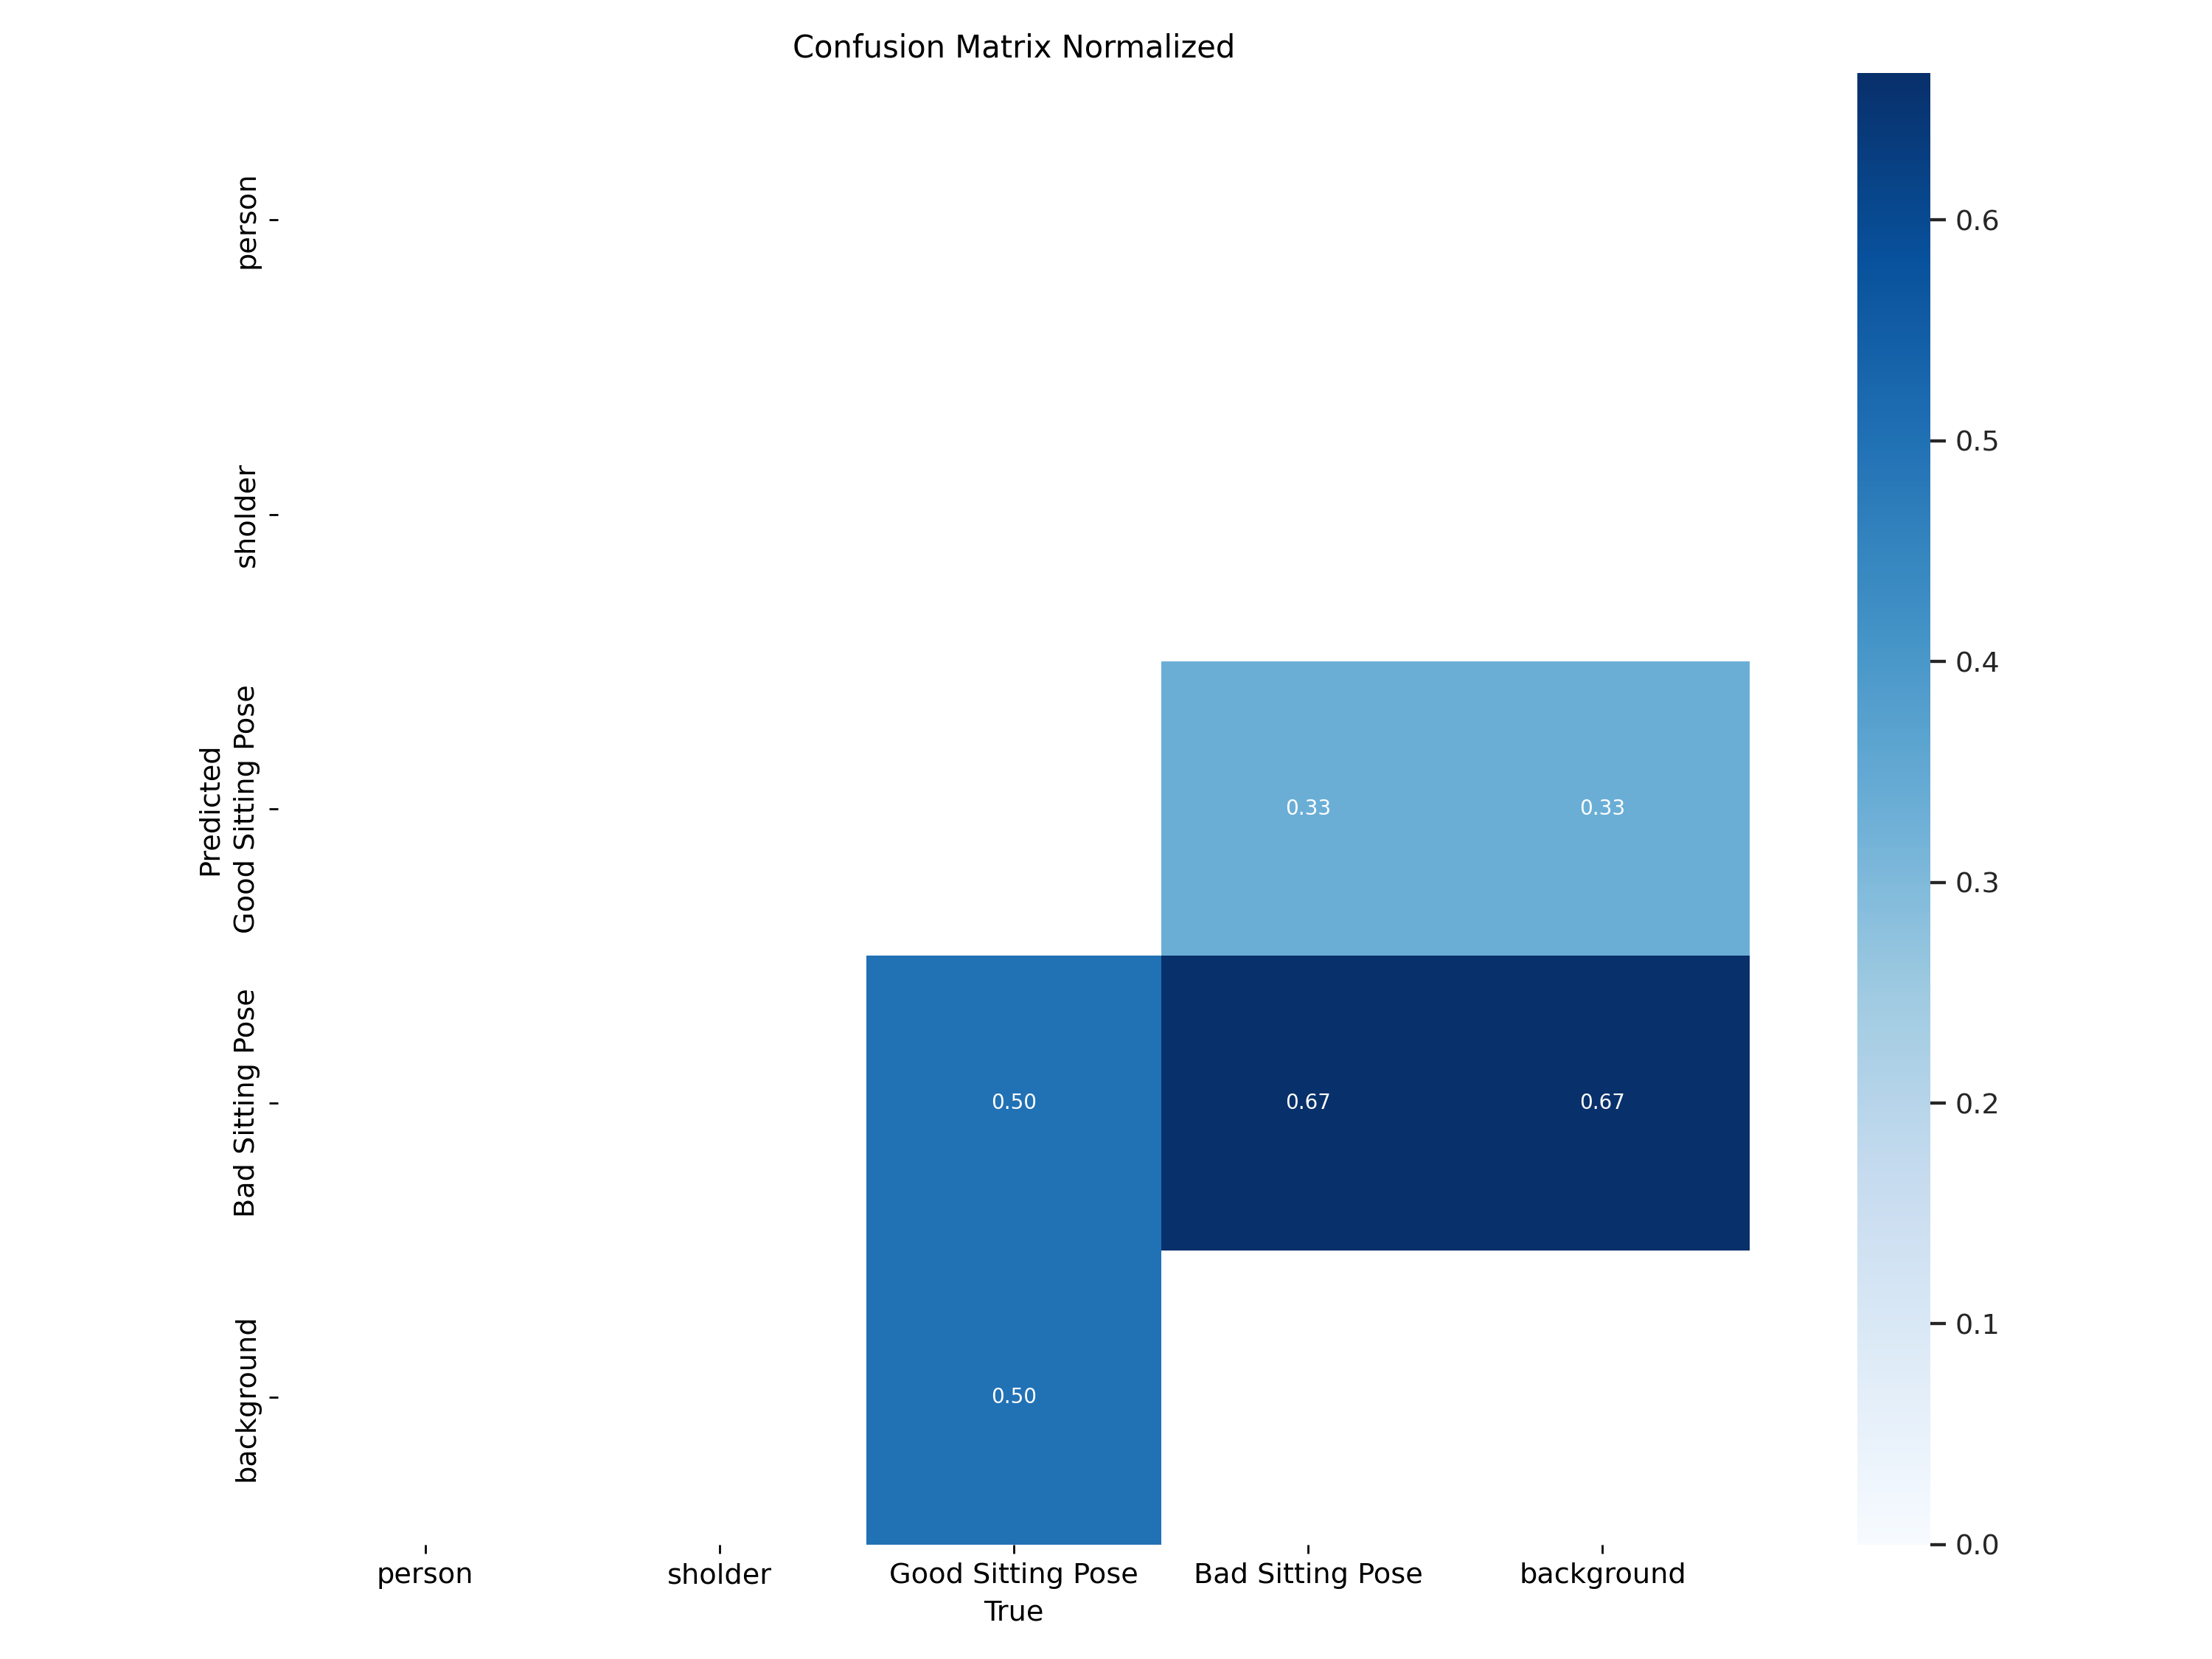 Confusion Matrix Normalized
person
sholder
Predicted
Good Sitting Pose
Bad Sitting Pose
background
0.33 0.33
0.50 0.67 0.67
0.50
person sholder Good Sitting Pose Bad Sitting Pose background
True
0.6
0.5
0.4
0.3
0.2
0.1
0.0